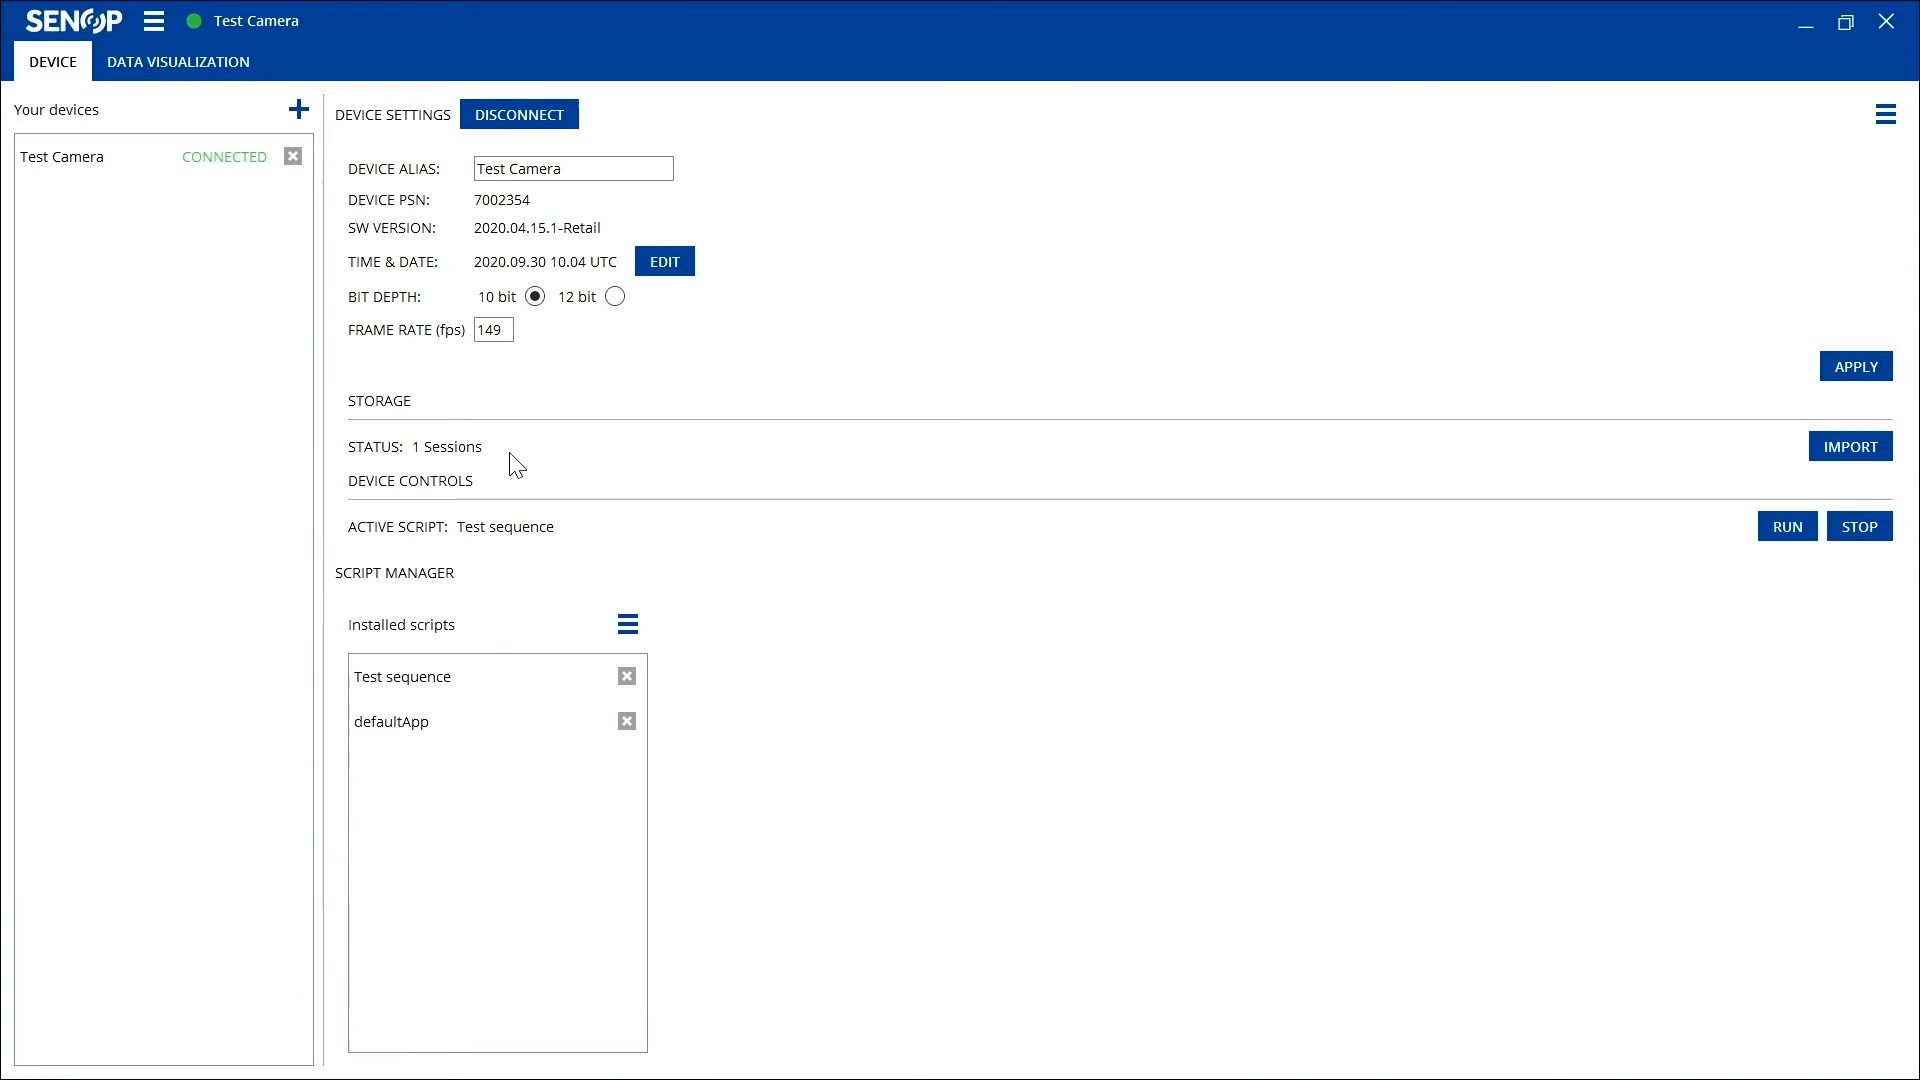 SENOP Test Camera
DEVICE DATA VISUALIZATION
Your devices
Test Camera CONNECTED
DEVICE SETTINGS DISCONNECT
DEVICE ALIAS: Test Camera
DEVICE PSN: 7002354
SW VERSION: 2020.04.15.1-Retail
TIME & DATE: 2020.09.30 10.04 UTC EDIT
BIT DEPTH: 10 bit 12 bit
FRAME RATE (fps) 149
APPLY
STORAGE
STATUS: 1 Sessions IMPORT
DEVICE CONTROLS
ACTIVE SCRIPT: Test sequence RUN STOP
SCRIPT MANAGER
Installed scripts
Test sequence
defaultApp